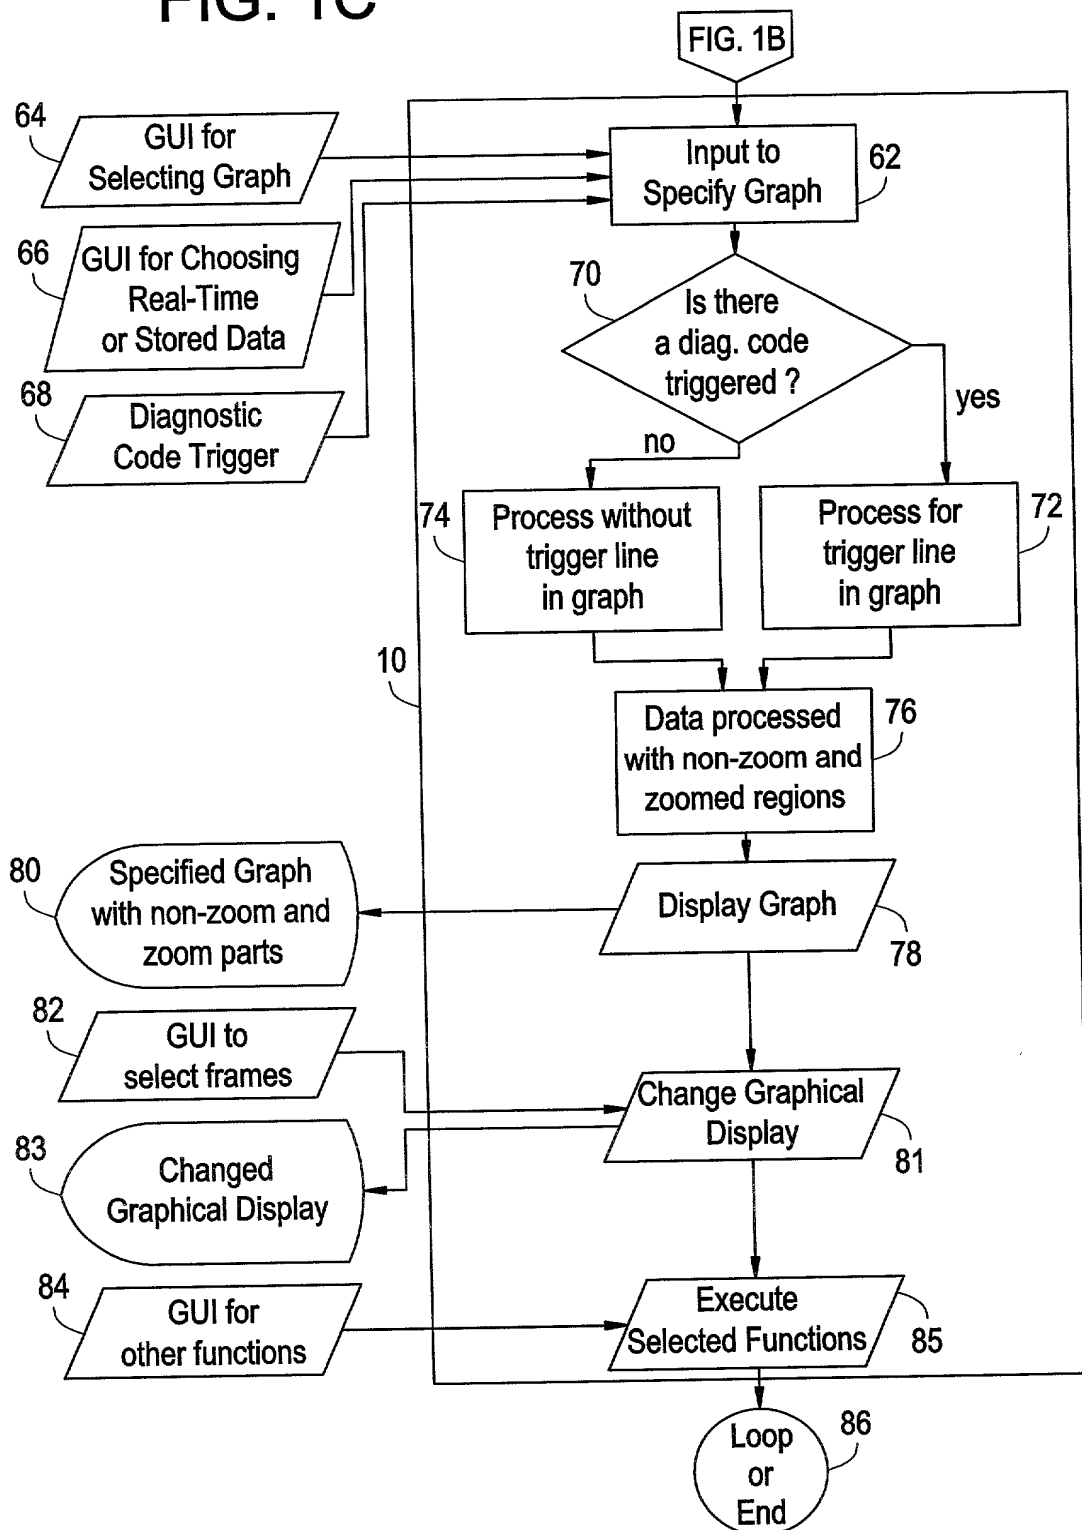 FIG. 1C
FIG. 1B
64
GUI for
Selecting Graph
Input to
Specify Graph
62
66
GUI for Choosing
Real-Time
or Stored Data
70
Is there
a diag. code
triggered ?
68
Diagnostic
Code Trigger
yes
no
74
Process without
trigger line
in graph
Process for
trigger line
in graph
72
10
Data processed
with non-zoom and
zoomed regions
76
80
Specified Graph
with non-zoom and
zoom parts
Display Graph
78
82
GUI to
select frames
Change Graphical
Display
81
83
Changed
Graphical Display
84
GUI for
other functions
Execute
Selected Functions
85
Loop
or
End
86